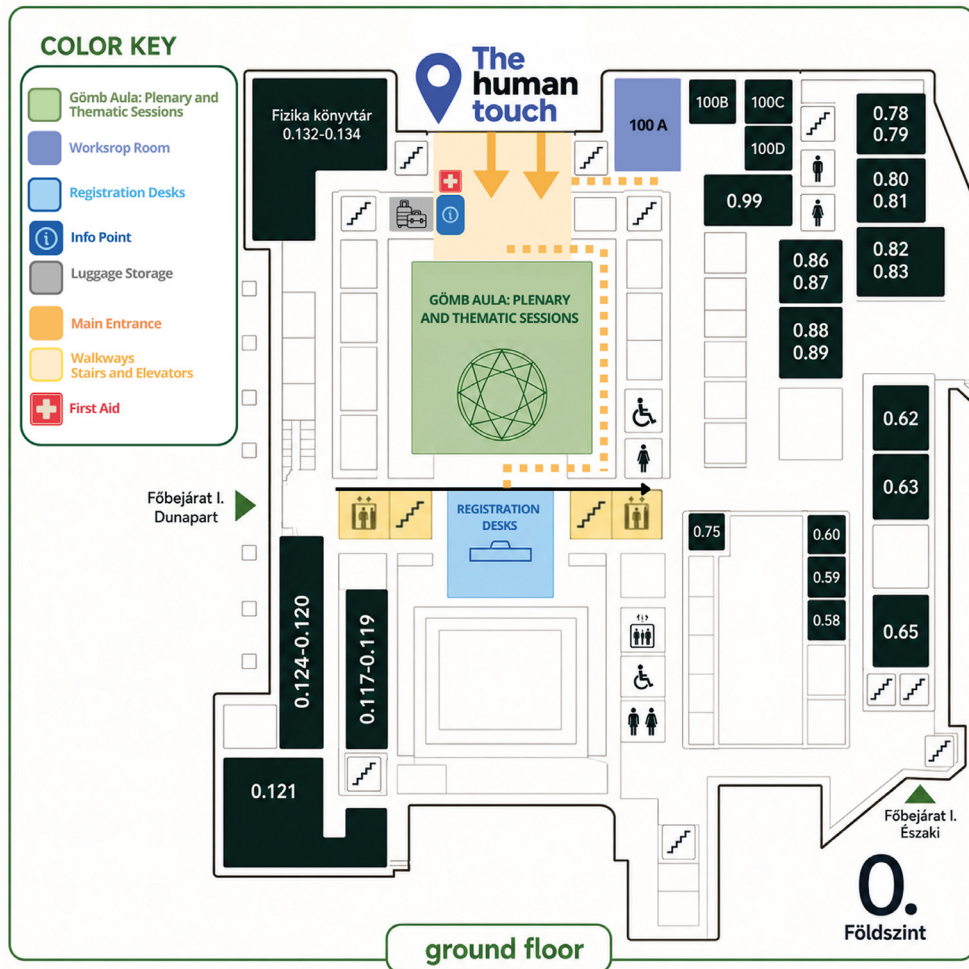 COLOR KEY
Gömb Aula: Plenary and
Thematic Sessions
Worksrop Room
Registration Desks
Info Point
Luggage Storage
Main Entrance
Walkways
Stairs and Elevators
First Aid
The
human
touch
Fizika könyvtár
0.132-0.134
100 A
100B
100C
100D
0.78
0.79
0.80
0.81
0.99
0.82
0.83
0.86
0.87
0.88
0.89
GÖMB AULA: PLENARY
AND THEMATIC SESSIONS
0.62
0.63
Főbejárat I.
Dunapart
REGISTRATION
DESKS
0.75
0.60
0.59
0.58
0.65
0.124-0.120
0.117-0.119
0.121
Főbejárat I.
Északi
0.
Földszint
ground floor